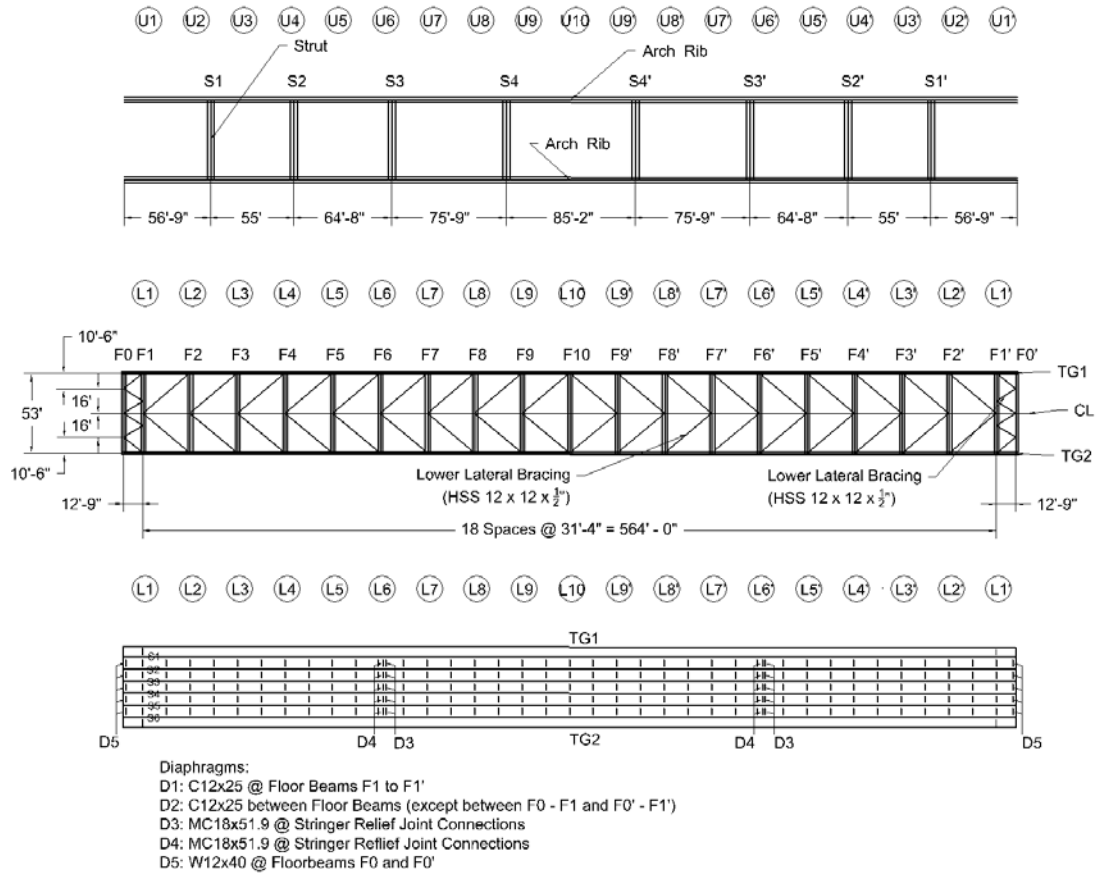 U1 U2 U3 U4 U5 U6 U7 U8 U9 U10 U9' U8' U7' U6' U5' U4' U3' U2' U1'
Strut
Arch Rib
S1 S2 S3 S4 S4' S3' S2' S1'
Arch Rib
56'-9" 55' 64'-8" 75'-9" 85'-2" 75'-9" 64'-8" 55' 56'-9"
L1 L2 L3 L4 L5 L6 L7 L8 L9 L10 L9' L8' L7' L6' L5' L4' L3' L2' L1'
10'-6"
F0 F1 F2 F3 F4 F5 F6 F7 F8 F9 F10 F9' F8' F7' F6' F5' F4' F3' F2' F1' F0'
TG1
16'
53'
CL
16'
TG2
10'-6"
Lower Lateral Bracing
(HSS 12 x 12 x ½")
Lower Lateral Bracing
(HSS 12 x 12 x ½")
12'-9"
12'-9"
18 Spaces @ 31'-4" = 564' - 0"
L1 L2 L3 L4 L5 L6 L7 L8 L9 L10 L9' L8' L7' L6' L5' L4' L3' L2' L1'
TG1
S1
S2
S3
S4
S5
S6
D5 D4 D3 TG2 D4 D3 D5
Diaphragms:
D1: C12x25 @ Floor Beams F1 to F1'
D2: C12x25 between Floor Beams (except between F0 - F1 and F0' - F1')
D3: MC18x51.9 @ Stringer Relief Joint Connections
D4: MC18x51.9 @ Stringer Reflief Joint Connections
D5: W12x40 @ Floorbeams F0 and F0'